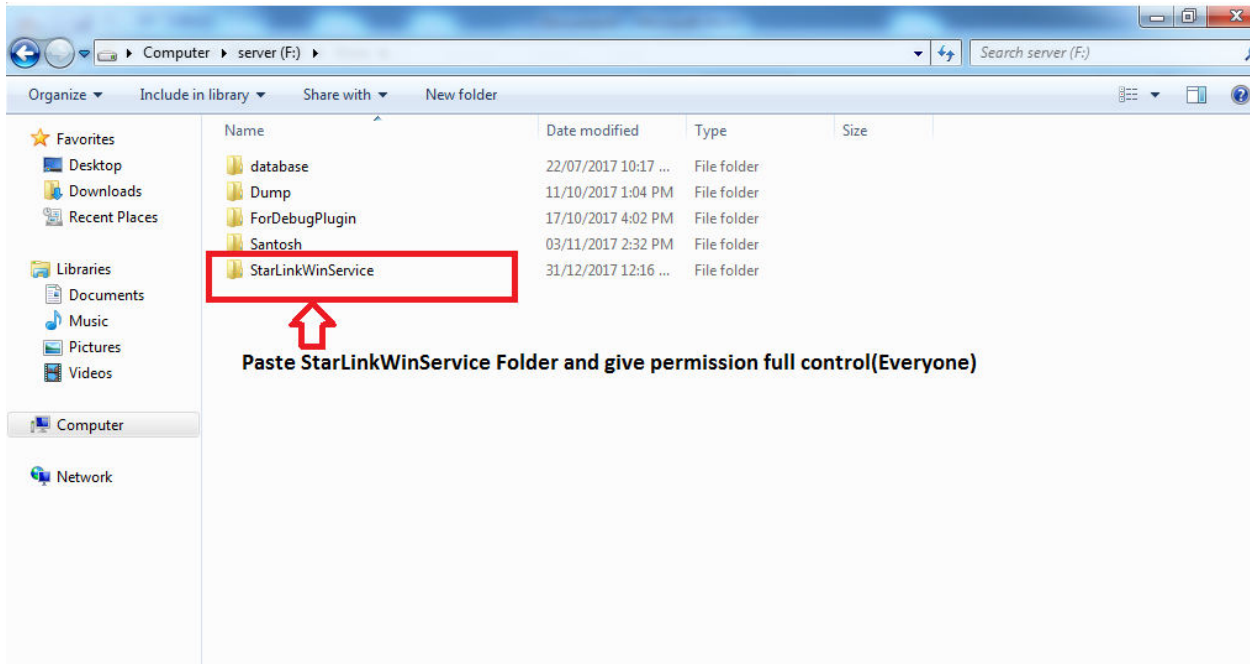 Computer ▸ server (F:) ▸
Search server (F:)
Organize Include in library Share with New folder
Name Date modified Type Size
Favorites
Desktop
Downloads
Recent Places
Libraries
Documents
Music
Pictures
Videos
Computer
Network
database 22/07/2017 10:17 ... File folder
Dump 11/10/2017 1:04 PM File folder
ForDebugPlugin 17/10/2017 4:02 PM File folder
Santosh 03/11/2017 2:32 PM File folder
StarLinkWinService 31/12/2017 12:16 ... File folder
Paste StarLinkWinService Folder and give permission full control(Everyone)